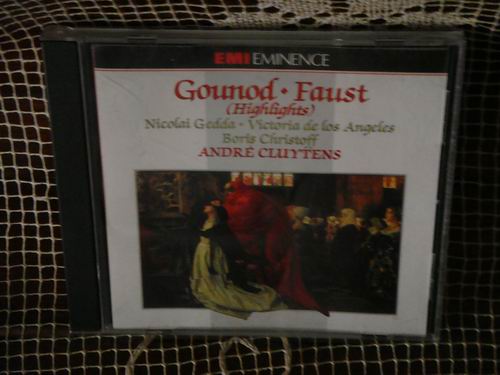 EMI EMINENCE
Gounod · Faust
(Highlights)
Nicolai Gedda · Victoria de los Angeles
Boris Christoff
ANDRÉ CLUYTENS